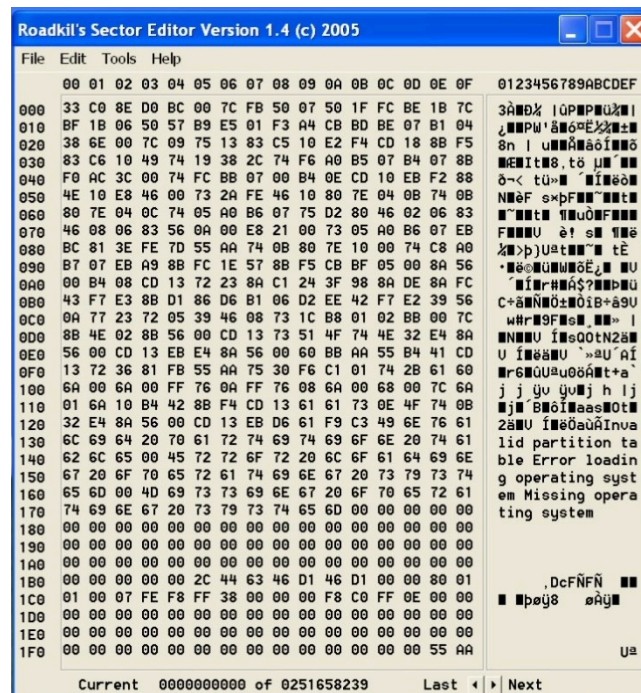 Roadkil's Sector Editor Version 1.4 (c) 2005
File Edit Tools Help
00 01 02 03 04 05 06 07 08 09 0A 0B 0C 0D 0E 0F 0123456789ABCDEF
000 33 C0 8E D0 BC 00 7C FB 50 07 50 1F FC BE 1B 7C
010 BF 1B 06 50 57 B9 E5 01 F3 A4 CB BD BE 07 B1 04
020 38 6E 00 7C 09 75 13 83 C5 10 E2 F4 CD 18 8B F5
030 83 C6 10 49 74 19 38 2C 74 F6 A0 B5 07 B4 07 8B
040 F0 AC 3C 00 74 FC BB 07 00 B4 0E CD 10 EB F2 88
050 4E 10 E8 46 00 73 2A FE 46 10 80 7E 04 0B 74 0B
060 80 7E 04 0C 74 05 A0 B6 07 75 D2 80 46 02 06 83
070 46 08 06 83 56 0A 00 E8 21 00 73 05 A0 B6 07 EB
080 BC 81 3E FE 7D 55 AA 74 0B 80 7E 10 00 74 C8 A0
090 B7 07 EB A9 8B FC 1E 57 8B F5 CB BF 05 00 8A 56
0A0 00 B4 08 CD 13 72 23 8A C1 24 3F 98 8A DE 8A FC
0B0 43 F7 E3 8B D1 86 D6 B1 06 D2 EE 42 F7 E2 39 56
0C0 0A 77 23 72 05 39 46 08 73 1C B8 01 02 BB 00 7C
0D0 8B 4E 02 8B 56 00 CD 13 73 51 4F 74 4E 32 E4 8A
0E0 56 00 CD 13 EB E4 8A 56 00 60 BB AA 55 B4 41 CD
0F0 13 72 36 81 FB 55 AA 75 30 F6 C1 01 74 2B 61 60
100 6A 00 6A 00 FF 76 0A FF 76 08 6A 00 68 00 7C 6A
110 01 6A 10 B4 42 8B F4 CD 13 61 61 73 0E 4F 74 0B
120 32 E4 8A 56 00 CD 13 EB D6 61 F9 C3 49 6E 76 61
130 6C 69 64 20 70 61 72 74 69 74 69 6F 6E 20 74 61 lid partition ta
140 62 6C 65 00 45 72 72 6F 72 20 6C 6F 61 64 69 6E ble Error loadin
150 67 20 6F 70 65 72 61 74 69 6E 67 20 73 79 73 74 g operating syst
160 65 6D 00 4D 69 73 73 69 6E 67 20 6F 70 65 72 61 em Missing opera
170 74 69 6E 67 20 73 79 73 74 65 6D 00 00 00 00 00 ting system
180 00 00 00 00 00 00 00 00 00 00 00 00 00 00 00 00
190 00 00 00 00 00 00 00 00 00 00 00 00 00 00 00 00
1A0 00 00 00 00 00 00 00 00 00 00 00 00 00 00 00 00
1B0 00 00 00 00 00 2C 44 63 46 D1 46 D1 00 00 80 01 ,DcFÑFÑ
1C0 01 00 07 FE F8 FF 38 00 00 00 F8 C0 FF 0E 00 00
1D0 00 00 00 00 00 00 00 00 00 00 00 00 00 00 00 00
1E0 00 00 00 00 00 00 00 00 00 00 00 00 00 00 00 00
1F0 00 00 00 00 00 00 00 00 00 00 00 00 00 00 55 AA Uª
Current 0000000000 of 0251658239 Last Next